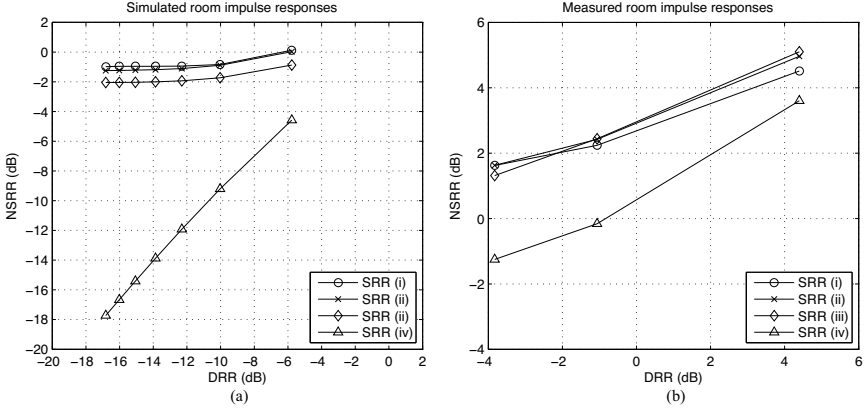 Simulated room impulse responses
2
0
−2
−4
−6
−8
−10
−12
−14
−16
−18
−20
NSRR (dB)
−20 −18 −16 −14 −12 −10 −8 −6 −4 −2 0 2
DRR (dB)
SRR (i)
SRR (ii)
SRR (ii)
SRR (iv)
(a)
Measured room impulse responses
6
4
2
0
−2
−4
NSRR (dB)
−4 −2 0 2 4 6
DRR (dB)
SRR (i)
SRR (ii)
SRR (iii)
SRR (iv)
(b)